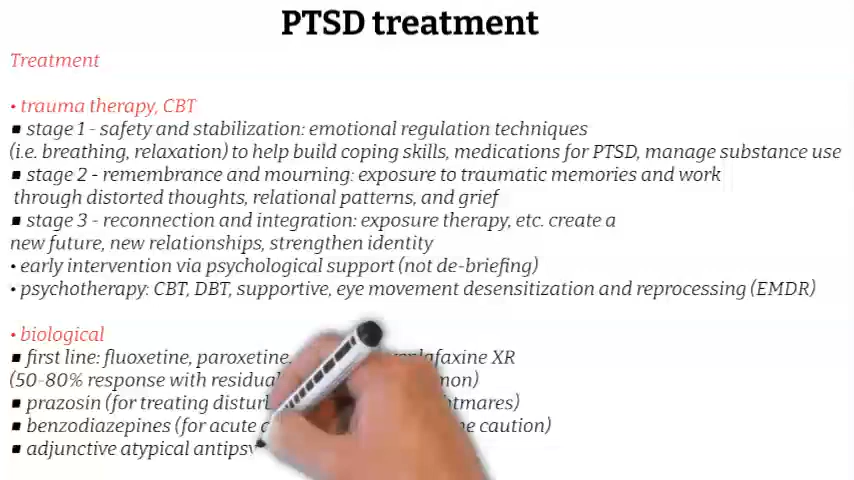 PTSD treatment
Treatment
• trauma therapy, CBT
▪ stage 1 - safety and stabilization: emotional regulation techniques
(i.e. breathing, relaxation) to help build coping skills, medications for PTSD, manage substance use
▪ stage 2 - remembrance and mourning: exposure to traumatic memories and work
through distorted thoughts, relational patterns, and grief
▪ stage 3 - reconnection and integration: exposure therapy, etc. create a
new future, new relationships, strengthen identity
• early intervention via psychological support (not de-briefing)
• psychotherapy: CBT, DBT, supportive, eye movement desensitization and reprocessing (EMDR)
• biological
▪ first line: fluoxetine, paroxetine, XR
(50-80% response with residual
▪ prazosin (for treating
▪ benzodiazepines (for acute caution)
▪ adjunctive atypical